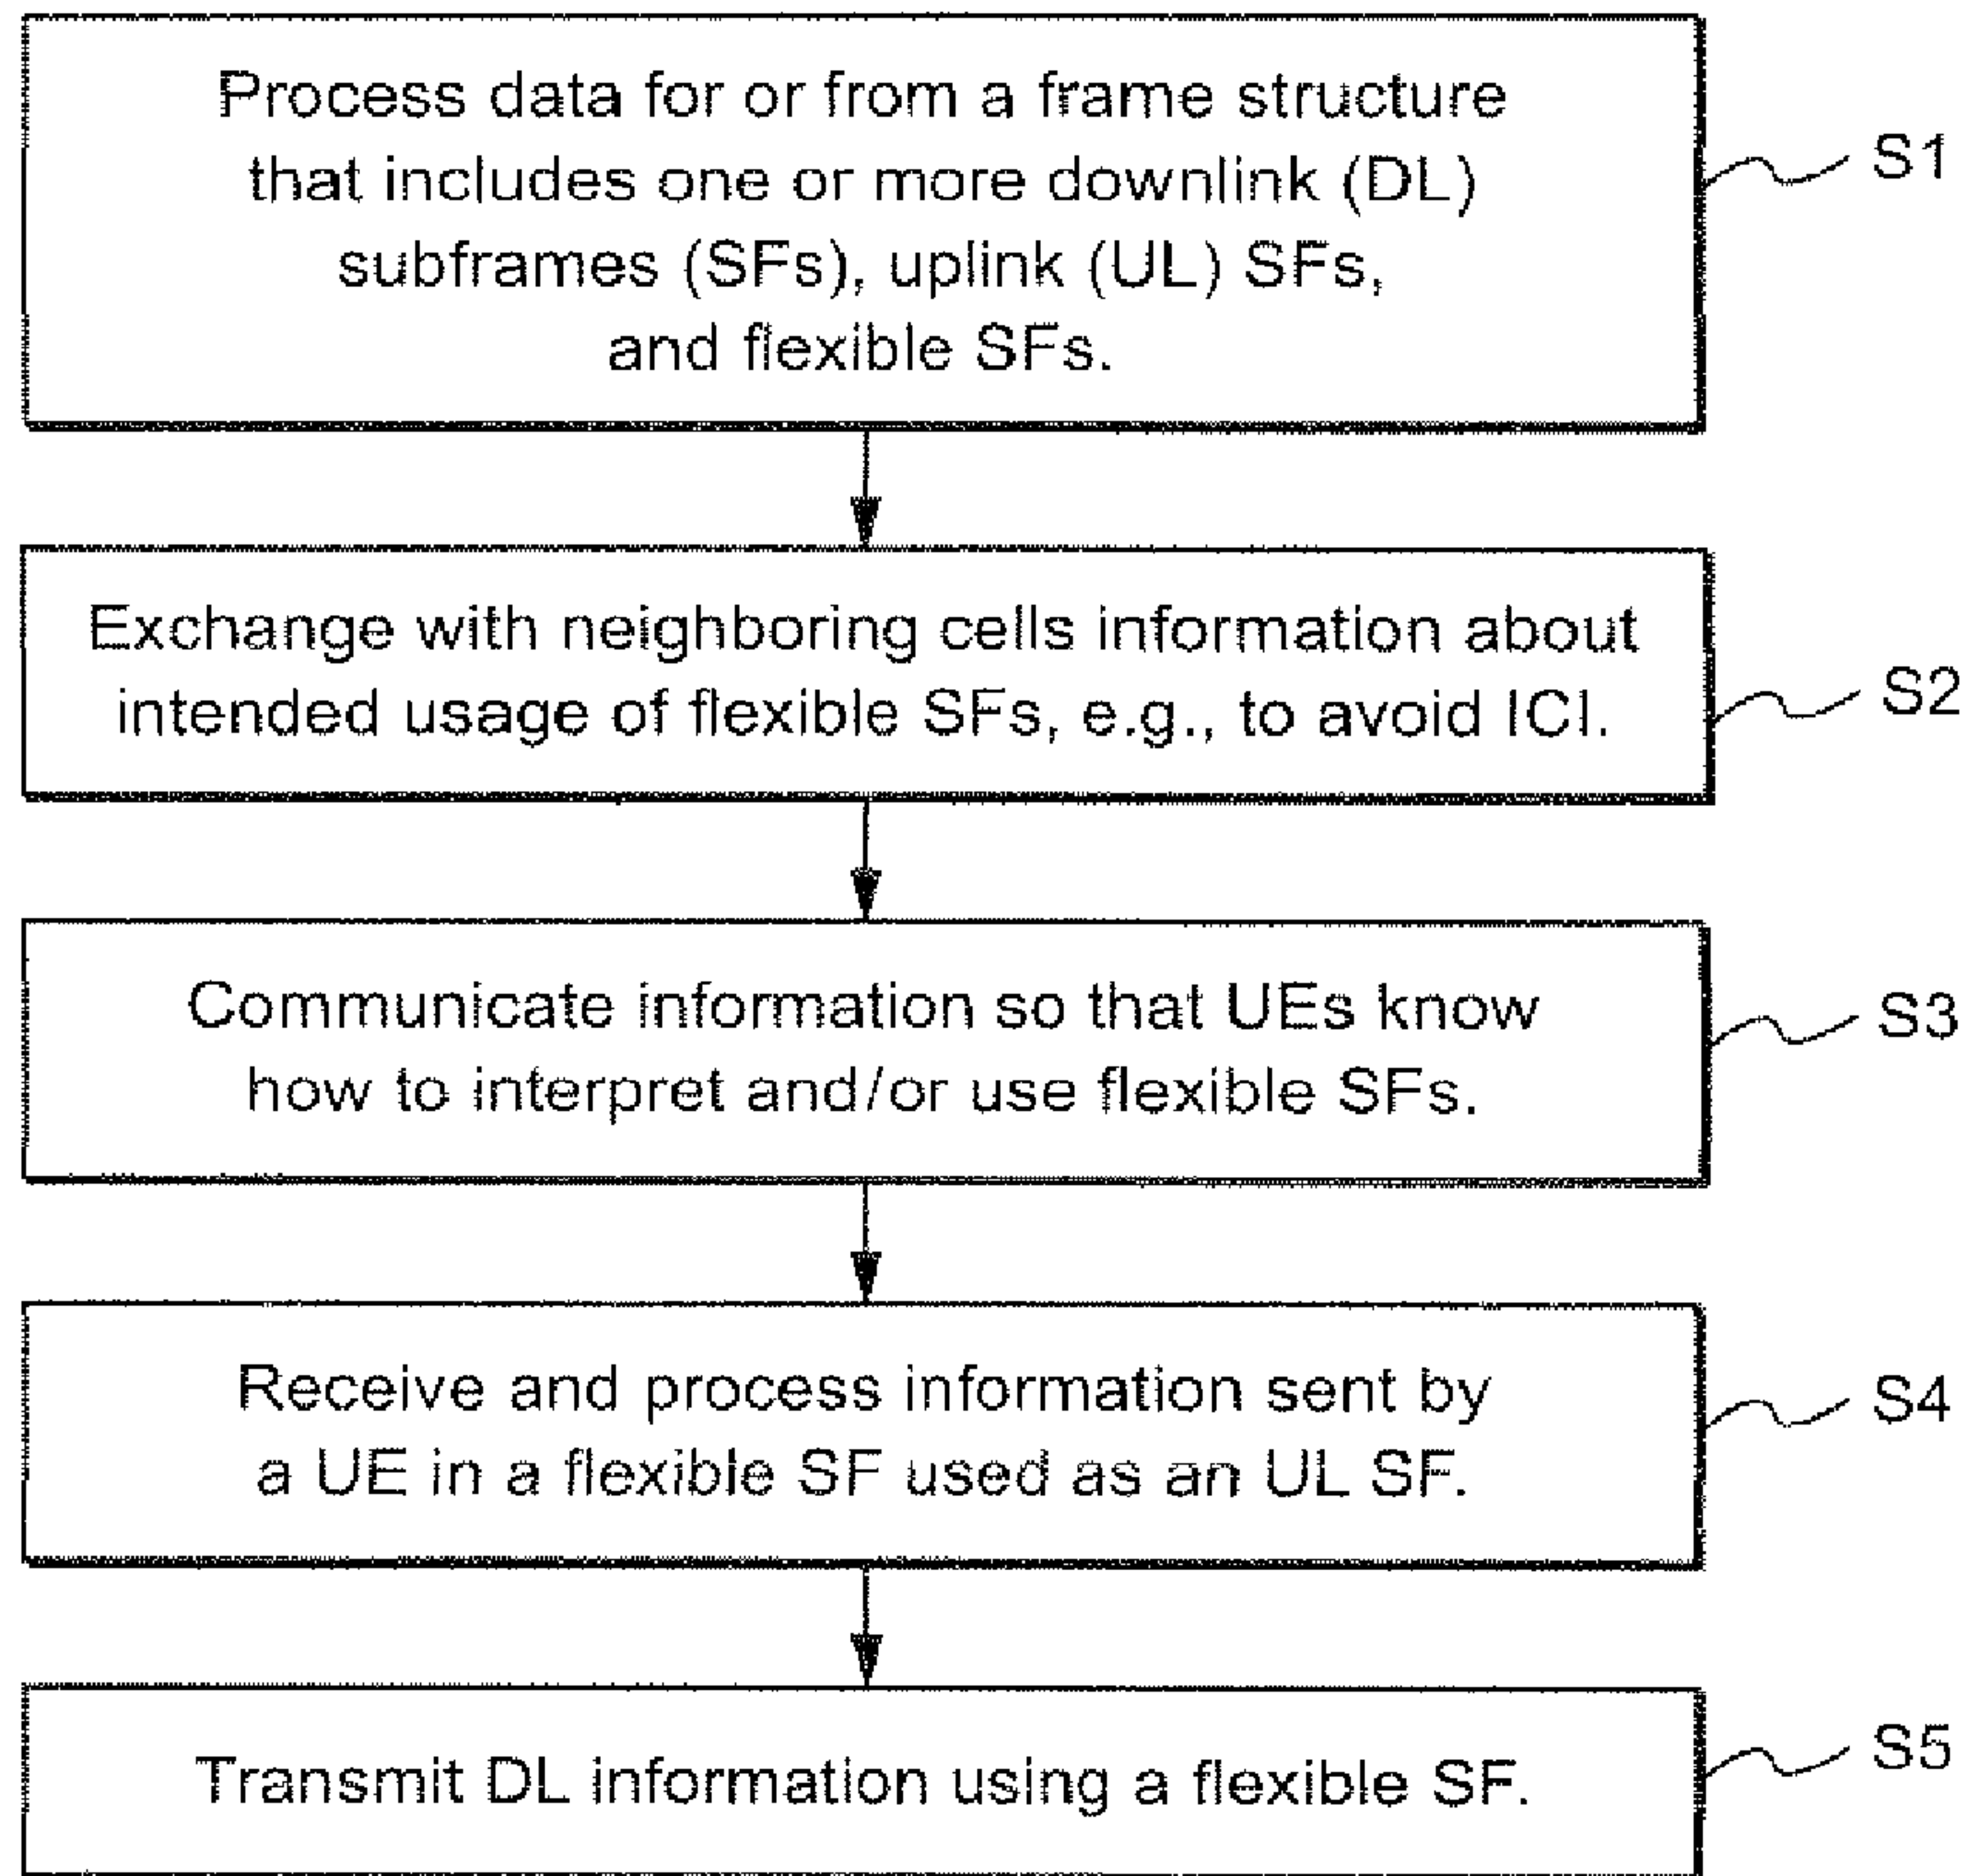 Process data for or from a frame structure
that includes one or more downlink (DL)
subframes (SFs), uplink (UL) SFs,
and flexible SFs.
S1
Exchange with neighboring cells information about
intended usage of flexible SFs, e.g., to avoid ICI.
S2
Communicate information so that UEs know
how to interpret and/or use flexible SFs.
S3
Receive and process information sent by
a UE in a flexible SF used as an UL SF.
S4
Transmit DL information using a flexible SF.
S5